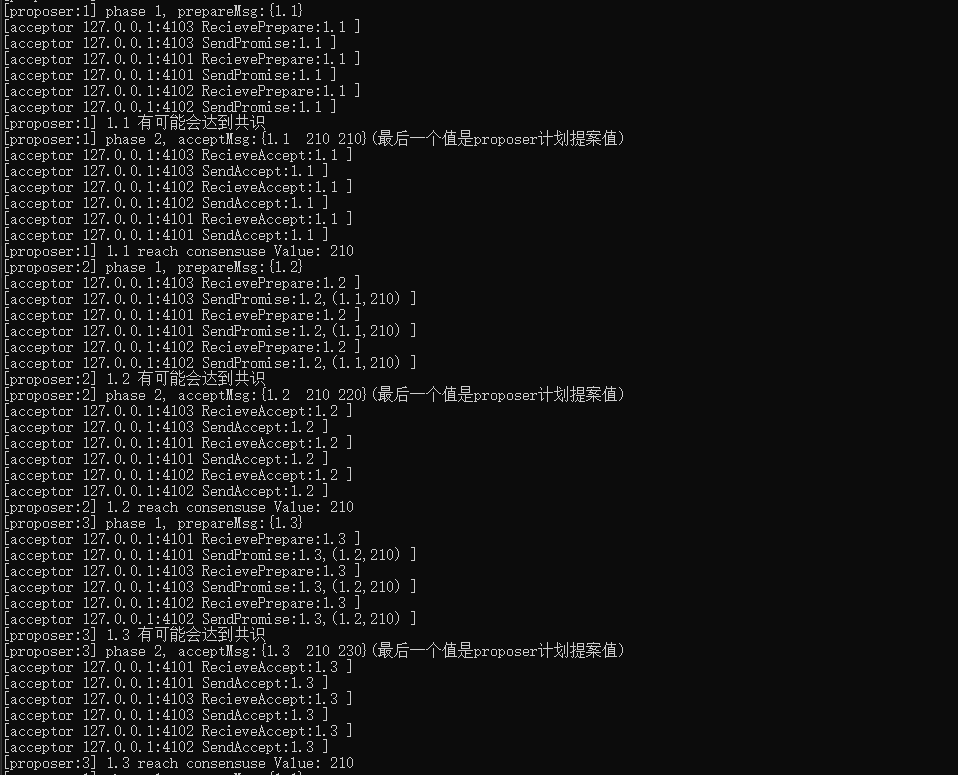 [proposer:1] phase 1, prepareMsg:{1.1}
[acceptor 127.0.0.1:4103 RecievePrepare:1.1 ]
[acceptor 127.0.0.1:4103 SendPromise:1.1 ]
[acceptor 127.0.0.1:4101 RecievePrepare:1.1 ]
[acceptor 127.0.0.1:4101 SendPromise:1.1 ]
[acceptor 127.0.0.1:4102 RecievePrepare:1.1 ]
[acceptor 127.0.0.1:4102 SendPromise:1.1 ]
[proposer:1] 1.1 有可能会达到共识
[proposer:1] phase 2, acceptMsg:{1.1  210 210}(最后一个值是proposer计划提案值)
[acceptor 127.0.0.1:4103 RecieveAccept:1.1 ]
[acceptor 127.0.0.1:4103 SendAccept:1.1 ]
[acceptor 127.0.0.1:4102 RecieveAccept:1.1 ]
[acceptor 127.0.0.1:4102 SendAccept:1.1 ]
[acceptor 127.0.0.1:4101 RecieveAccept:1.1 ]
[acceptor 127.0.0.1:4101 SendAccept:1.1 ]
[proposer:1] 1.1 reach consensuse Value: 210
[proposer:2] phase 1, prepareMsg:{1.2}
[acceptor 127.0.0.1:4103 RecievePrepare:1.2 ]
[acceptor 127.0.0.1:4103 SendPromise:1.2,(1.1,210) ]
[acceptor 127.0.0.1:4101 RecievePrepare:1.2 ]
[acceptor 127.0.0.1:4101 SendPromise:1.2,(1.1,210) ]
[acceptor 127.0.0.1:4102 RecievePrepare:1.2 ]
[acceptor 127.0.0.1:4102 SendPromise:1.2,(1.1,210) ]
[proposer:2] 1.2 有可能会达到共识
[proposer:2] phase 2, acceptMsg:{1.2  210 220}(最后一个值是proposer计划提案值)
[acceptor 127.0.0.1:4103 RecieveAccept:1.2 ]
[acceptor 127.0.0.1:4103 SendAccept:1.2 ]
[acceptor 127.0.0.1:4101 RecieveAccept:1.2 ]
[acceptor 127.0.0.1:4101 SendAccept:1.2 ]
[acceptor 127.0.0.1:4102 RecieveAccept:1.2 ]
[acceptor 127.0.0.1:4102 SendAccept:1.2 ]
[proposer:2] 1.2 reach consensuse Value: 210
[proposer:3] phase 1, prepareMsg:{1.3}
[acceptor 127.0.0.1:4101 RecievePrepare:1.3 ]
[acceptor 127.0.0.1:4101 SendPromise:1.3,(1.2,210) ]
[acceptor 127.0.0.1:4103 RecievePrepare:1.3 ]
[acceptor 127.0.0.1:4103 SendPromise:1.3,(1.2,210) ]
[acceptor 127.0.0.1:4102 RecievePrepare:1.3 ]
[acceptor 127.0.0.1:4102 SendPromise:1.3,(1.2,210) ]
[proposer:3] 1.3 有可能会达到共识
[proposer:3] phase 2, acceptMsg:{1.3  210 230}(最后一个值是proposer计划提案值)
[acceptor 127.0.0.1:4101 RecieveAccept:1.3 ]
[acceptor 127.0.0.1:4101 SendAccept:1.3 ]
[acceptor 127.0.0.1:4103 RecieveAccept:1.3 ]
[acceptor 127.0.0.1:4103 SendAccept:1.3 ]
[acceptor 127.0.0.1:4102 RecieveAccept:1.3 ]
[acceptor 127.0.0.1:4102 SendAccept:1.3 ]
[proposer:3] 1.3 reach consensuse Value: 210